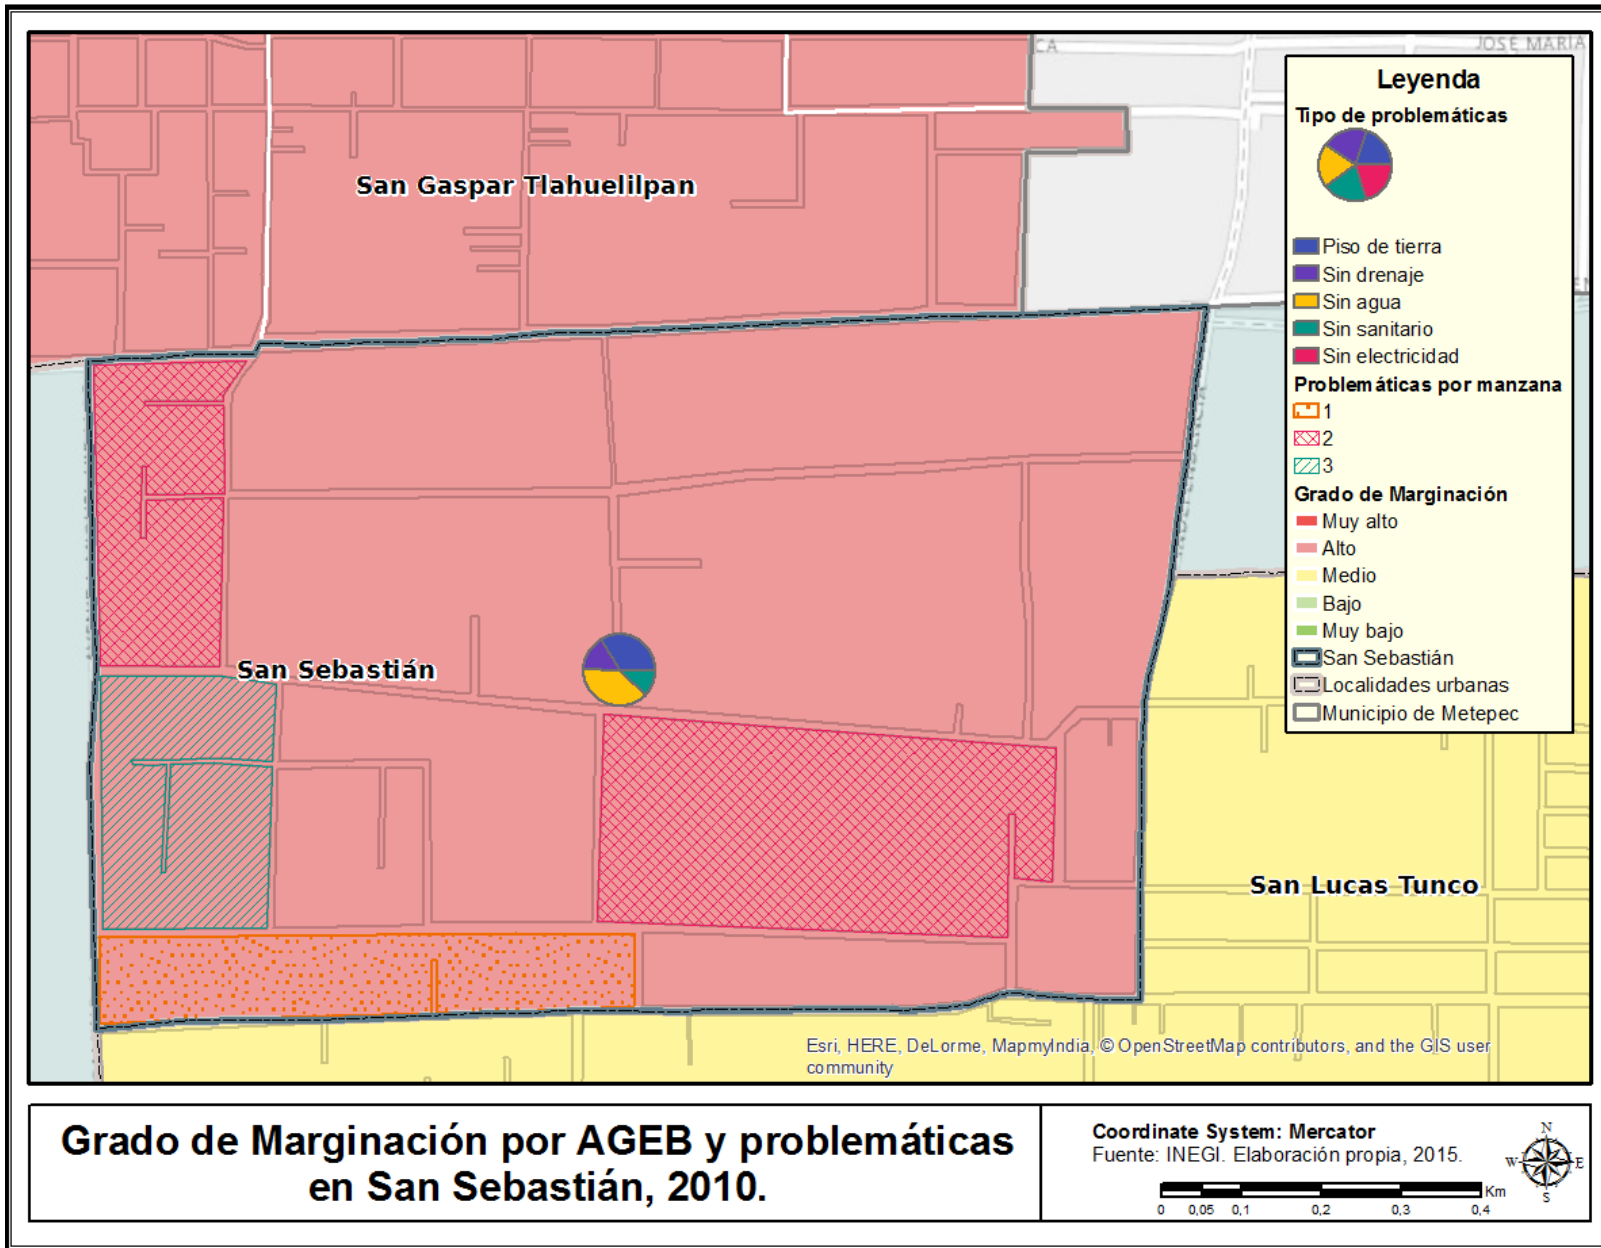 CA
JOSE MARIA
San Gaspar Tlahuelilpan
Leyenda
Tipo de problemáticas
Piso de tierra
Sin drenaje
Sin agua
Sin sanitario
Sin electricidad
Problemáticas por manzana
1
2
3
Grado de Marginación
Muy alto
Alto
Medio
Bajo
Muy bajo
San Sebastián
Localidades urbanas
Municipio de Metepec
San Sebastián
San Lucas Tunco
Esri, HERE, DeLorme, MapmyIndia, © OpenStreetMap contributors, and the GIS user
community
Grado de Marginación por AGEB y problemáticas
en San Sebastián, 2010.
Coordinate System: Mercator
Fuente: INEGI. Elaboración propia, 2015.
Km
0 0,05 0,1 0,2 0,3 0,4
N
W E
S